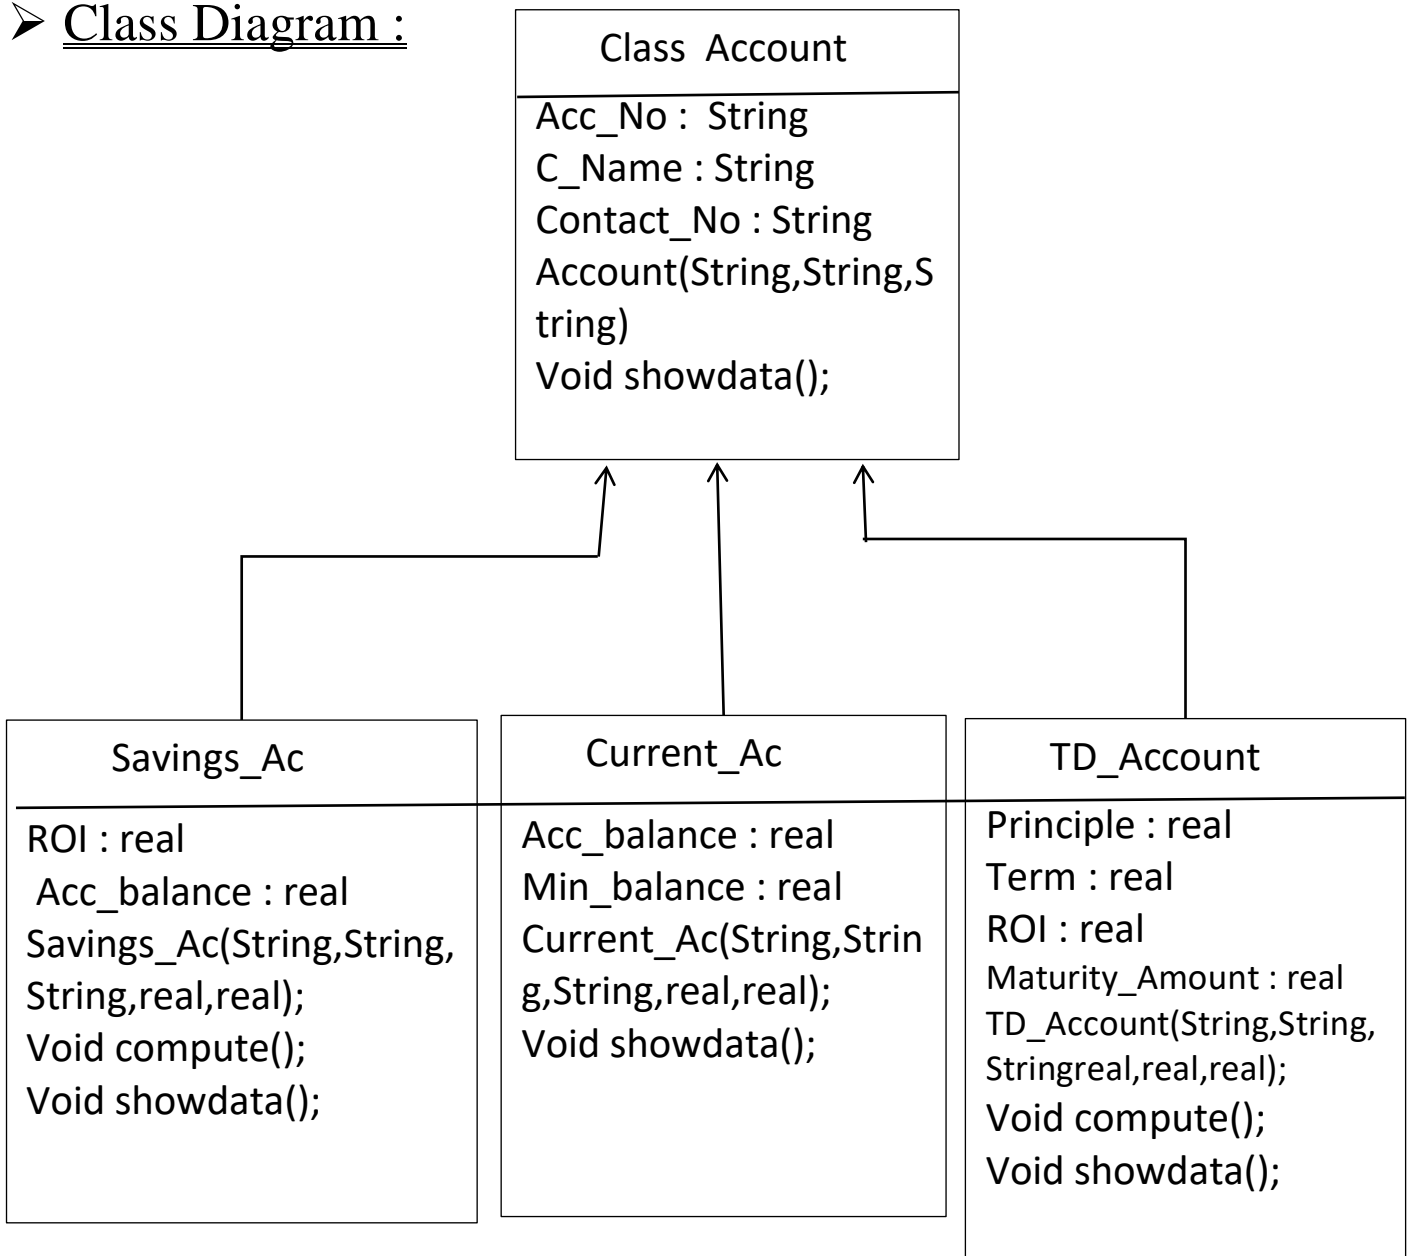 ➢ Class Diagram :
Class Account
Acc_No : String
C_Name : String
Contact_No : String
Account(String,String,S
tring)
Void showdata();
Savings_Ac
ROI : real
Acc_balance : real
Savings_Ac(String,String,
String,real,real);
Void compute();
Void showdata();
Current_Ac
Acc_balance : real
Min_balance : real
Current_Ac(String,Strin
g,String,real,real);
Void showdata();
TD_Account
Principle : real
Term : real
ROI : real
Maturity_Amount : real
TD_Account(String,String,
Stringreal,real,real);
Void compute();
Void showdata();